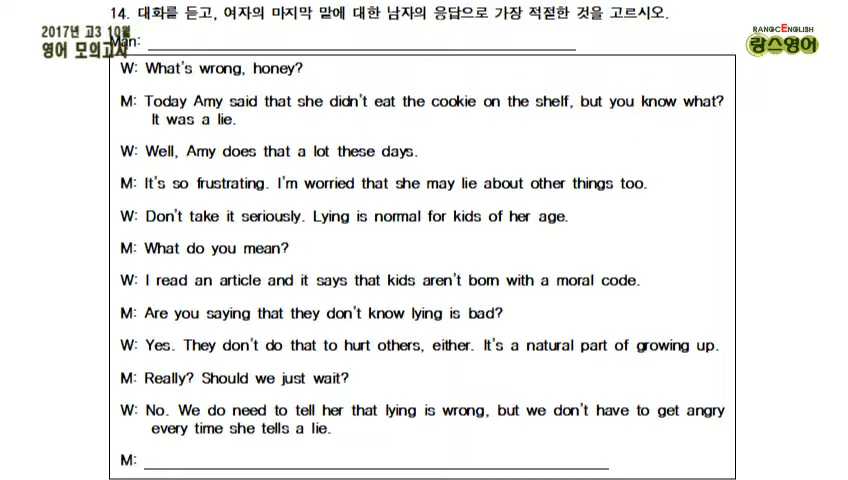 14. 대화를 듣고, 여자의 마지막 말에 대한 남자의 응답으로 가장 적절한 것을 고르시오.
2017년 고3 10월
영어 모의고사
RANGCENGLISH
랑스영어
Man:
W: What's wrong, honey?
M: Today Amy said that she didn't eat the cookie on the shelf, but you know what?
It was a lie.
W: Well, Amy does that a lot these days.
M: It's so frustrating. I'm worried that she may lie about other things too.
W: Don't take it seriously. Lying is normal for kids of her age.
M: What do you mean?
W: I read an article and it says that kids aren't born with a moral code.
M: Are you saying that they don't know lying is bad?
W: Yes. They don't do that to hurt others, either. It's a natural part of growing up.
M: Really? Should we just wait?
W: No. We do need to tell her that lying is wrong, but we don't have to get angry
every time she tells a lie.
M: